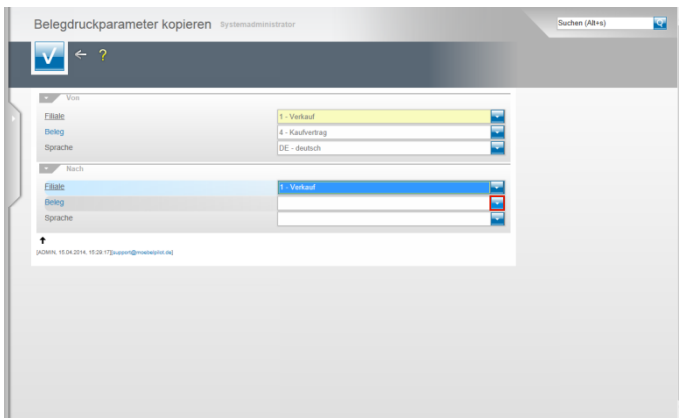 Belegdruckparameter kopieren Systemadministrator
Suchen (Alt+s)
?
Von
Filiale 1 - Verkauf
Beleg 4 - Kaufvertrag
Sprache DE - deutsch
Nach
Filiale 1 - Verkauf
Beleg
Sprache
[ADMIN, 15.04.2014, 15:29:17][support@moebelpilot.de]